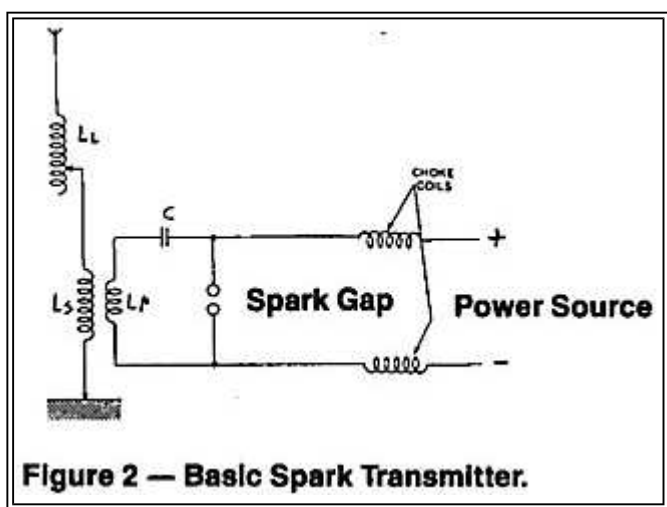 LL
CHOKE
COILS
C
+
Ls Lp Spark Gap Power Source
-
Figure 2 — Basic Spark Transmitter.